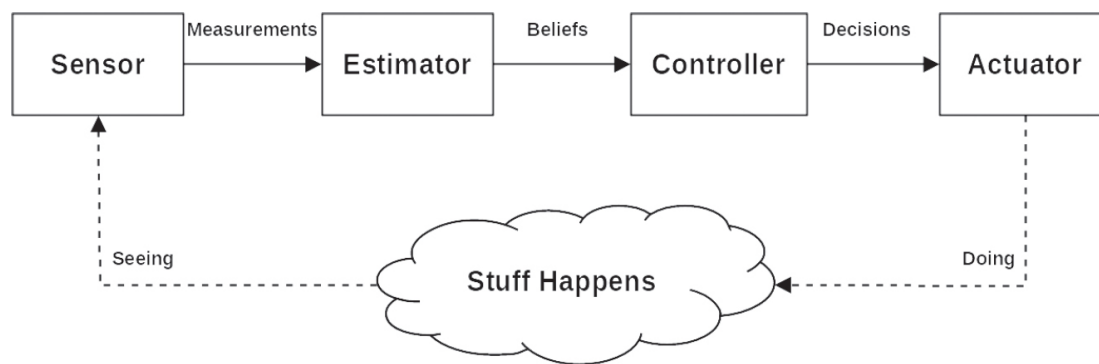 Measurements
Beliefs
Decisions
Sensor
Estimator
Controller
Actuator
Seeing
Stuff Happens
Doing